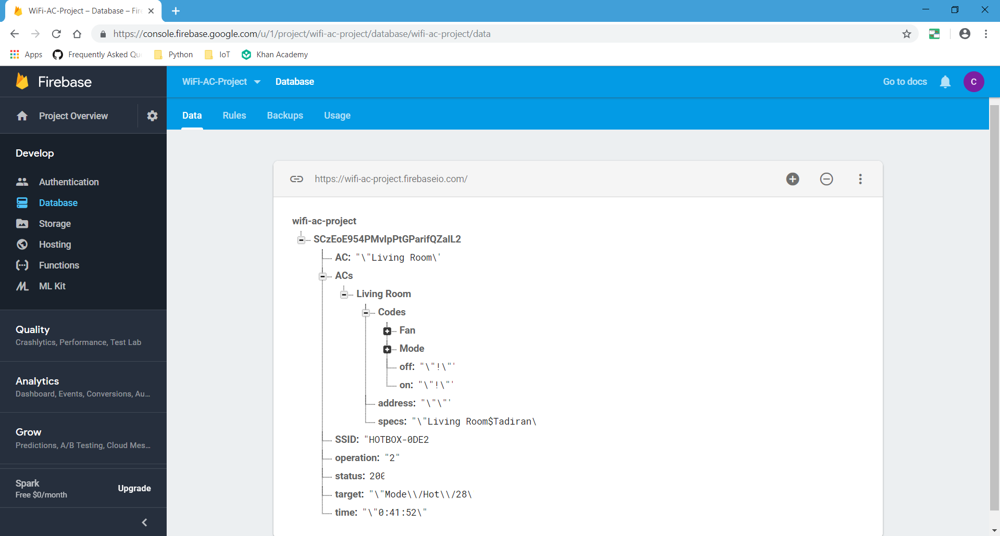 WiFi-AC-Project – Database – Fire
https://console.firebase.google.com/u/1/project/wifi-ac-project/database/wifi-ac-project/data
Apps
Frequently Asked Qu
Python
IoT
Khan Academy
Firebase
WiFi-AC-Project
Database
Go to docs
C
Project Overview
Data
Rules
Backups
Usage
Develop
Authentication
Database
Storage
Hosting
Functions
ML Kit
Quality
Crashlytics, Performance, Test Lab
Analytics
Dashboard, Events, Conversions, Au...
Grow
Predictions, A/B Testing, Cloud Mes...
Spark
Free $0/month
Upgrade
https://wifi-ac-project.firebaseio.com/
wifi-ac-project
AC: "\"Living Room\'
ACs
Living Room
Codes
Fan
Mode
off: "\"!\"'
on: "\"!\"'
address: "\"\"'
specs: "\"Living Room$Tadiran\
SSID: "HOTBOX-0DE2
operation: "2"
status: 200
target: "\"Mode\\/Hot\\/28\
time: "\"0:41:52\"